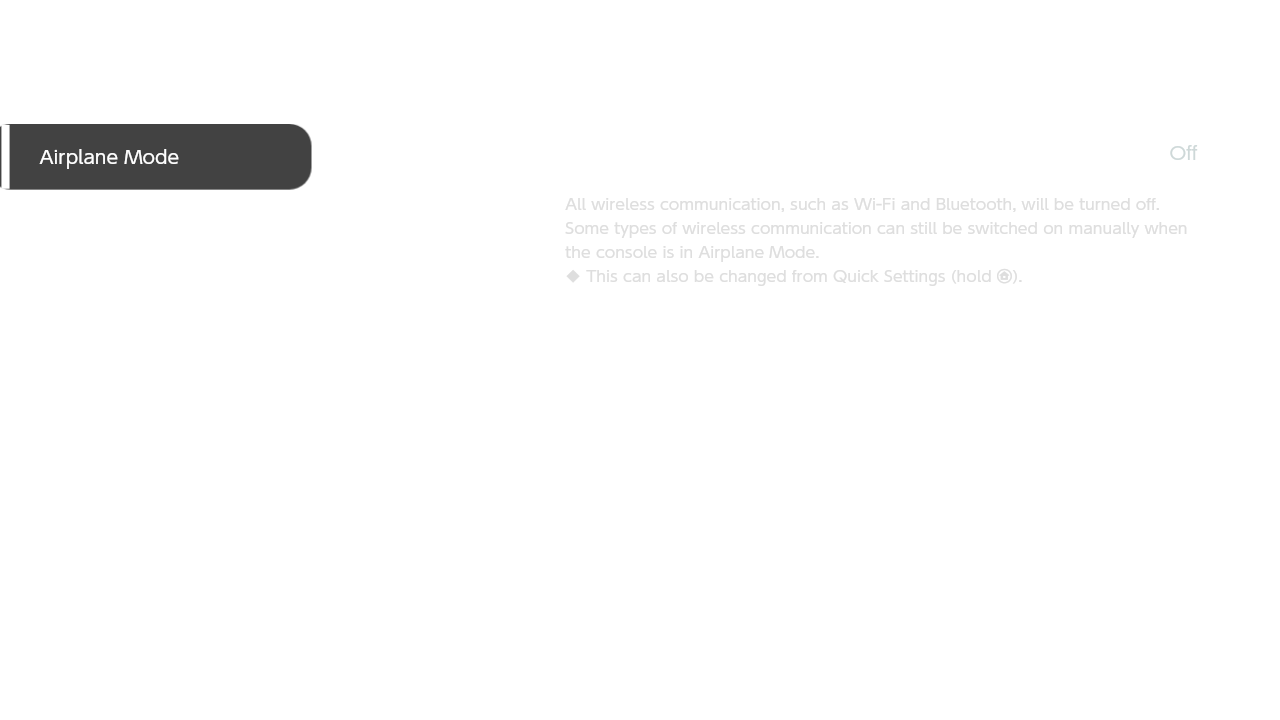 Airplane Mode
Off
All wireless communication, such as Wi-Fi and Bluetooth, will be turned off.
Some types of wireless communication can still be switched on manually when
the console is in Airplane Mode.
◆ This can also be changed from Quick Settings (hold ).